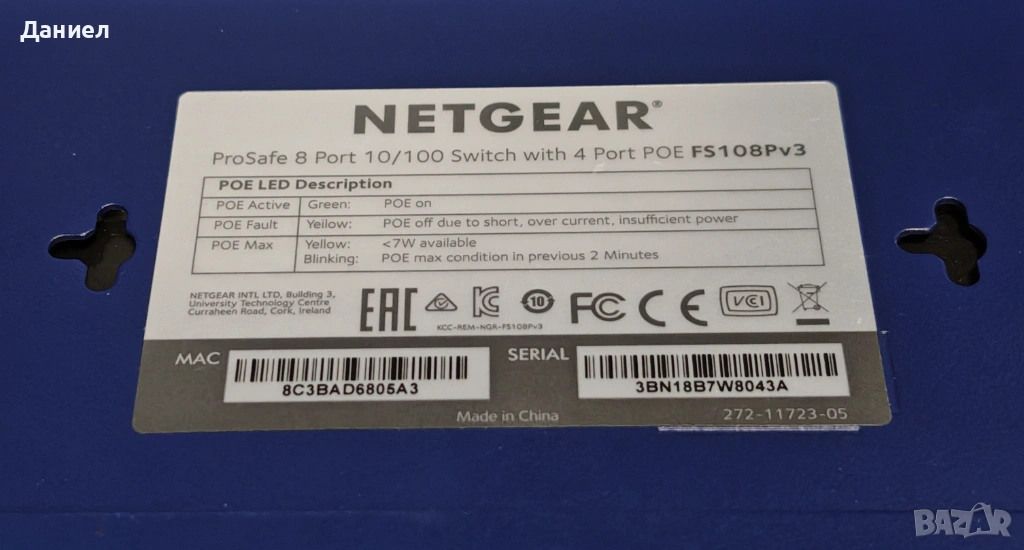 Даниел
NETGEAR®
ProSafe 8 Port 10/100 Switch with 4 Port POE FS108Pv3
POE LED Description
POE Active Green: POE on
POE Fault Yellow: POE off due to short, over current, insufficient power
POE Max Yellow: <7W available
Blinking: POE max condition in previous 2 Minutes
NETGEAR INTL LTD, Building 3,
University Technology Centre
Curraheen Road, Cork, Ireland
EAC
10
FC CE
VCI
KCC-REM-NGR-FS108Pv3
MAC
8C3BAD6805A3
SERIAL
3BN18B7W8043A
Made in China
272-11723-05
BAZAR